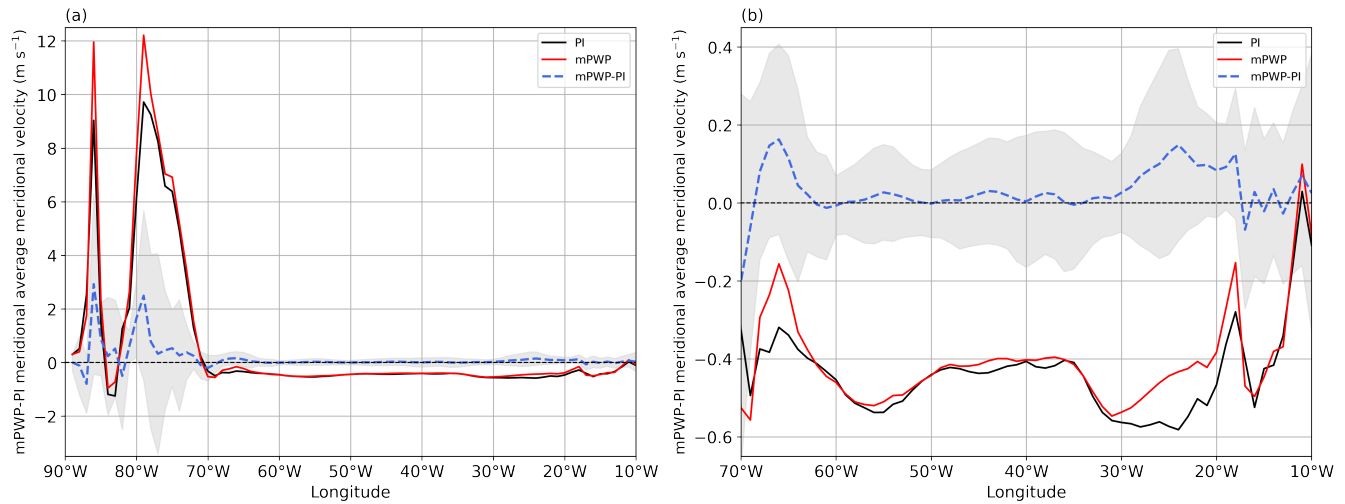 (a)
mPWP-PI meridional average meridional velocity (m s⁻¹)
12
10
8
6
4
2
0
−2
90°W
80°W
70°W
60°W
50°W
40°W
30°W
20°W
10°W
Longitude
PI
mPWP
mPWP-PI
(b)
mPWP-PI meridional average meridional velocity (m s⁻¹)
0.4
0.2
0.0
−0.2
−0.4
−0.6
70°W
60°W
50°W
40°W
30°W
20°W
10°W
Longitude
PI
mPWP
mPWP-PI